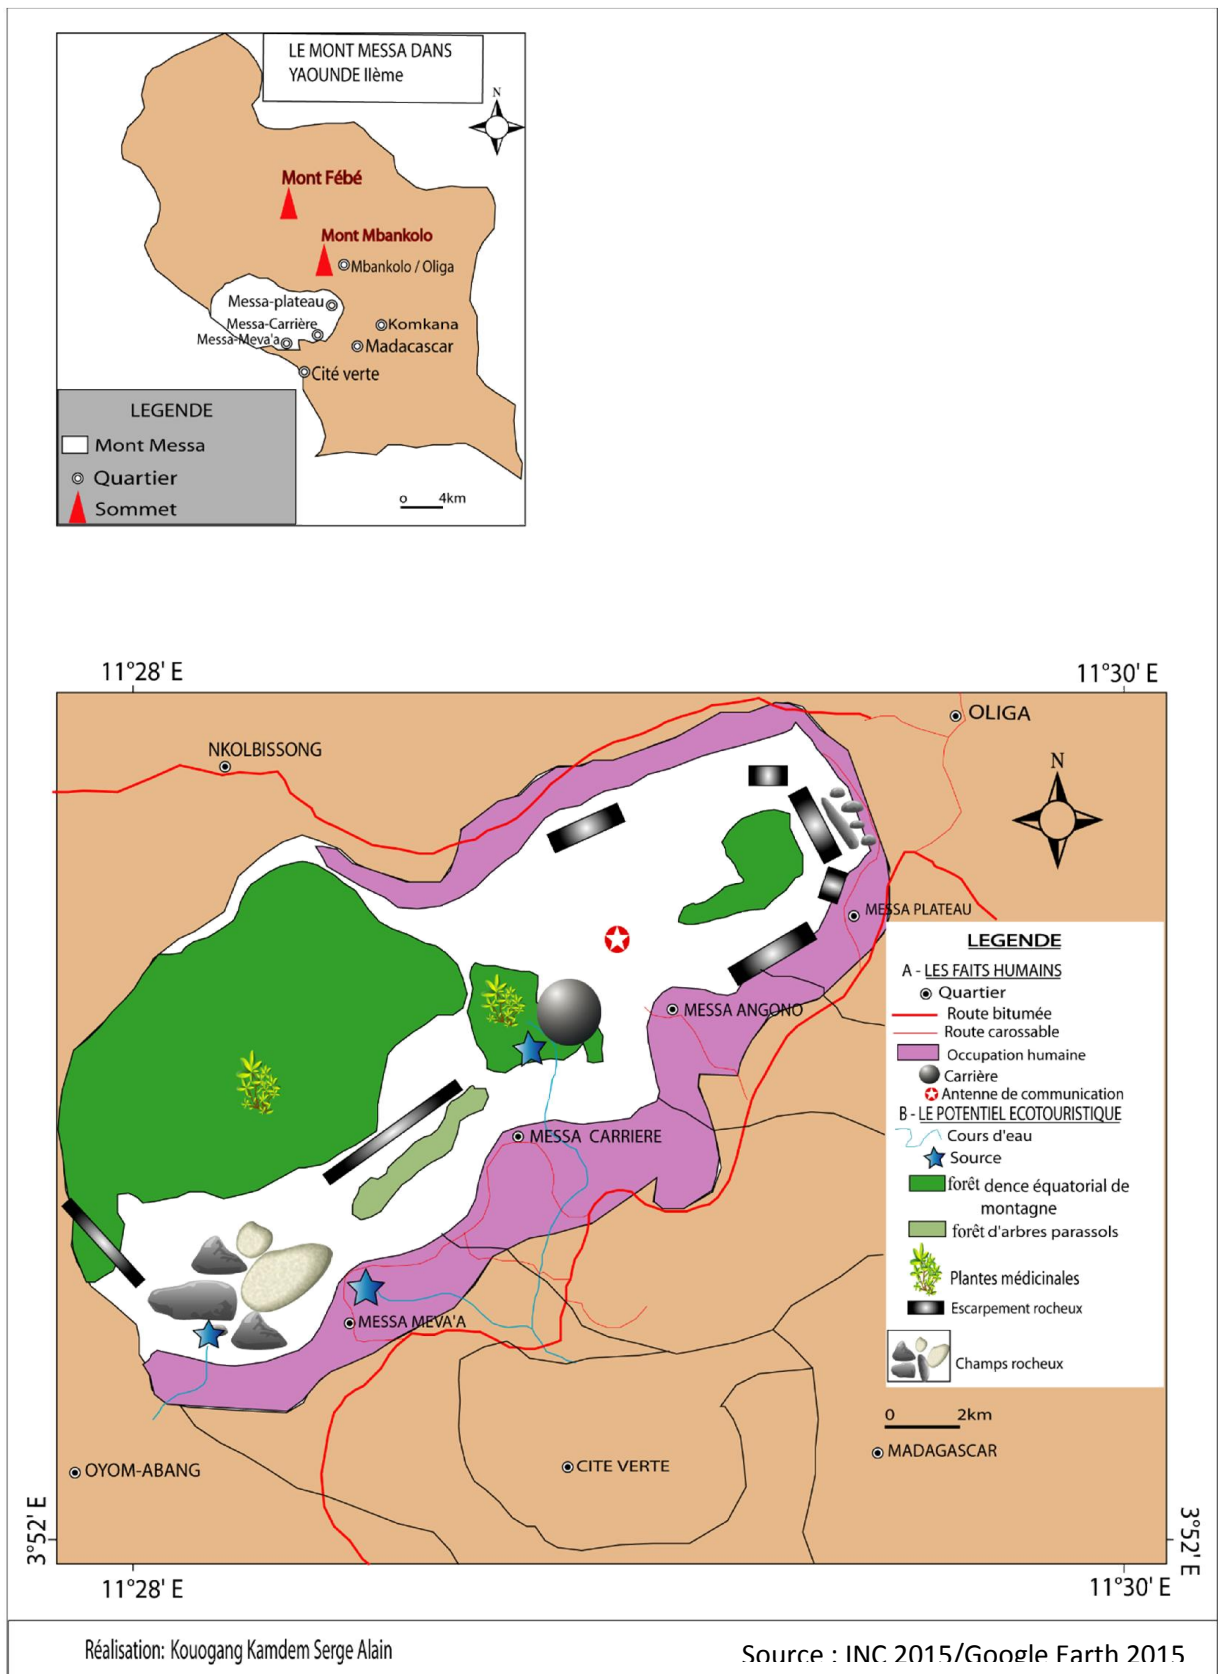 LE MONT MESSA DANS
YAOUNDE IIème
N
Mont Fébé
Mont Mbankolo
Mbankolo / Oliga
Messa-plateau
Messa-Carrière
Messa-Meva'a
Komkana
Madacascar
Cité verte
LEGENDE
Mont Messa
Quartier
Sommet
o 4km
11°28' E
11°30' E
OLIGA
NKOLBISSONG
N
MESSA PLATEAU
MESSA ANGONO
MESSA CARRIERE
MESSA MEVA'A
OYOM-ABANG
CITE VERTE
MADAGASCAR
LEGENDE
A - LES FAITS HUMAINS
Quartier
Route bitumée
Route carossable
Occupation humaine
Carrière
Antenne de communication
B - LE POTENTIEL ECOTOURISTIQUE
Cours d'eau
Source
forêt dence équatorial de
montagne
forêt d'arbres parassols
Plantes médicinales
Escarpement rocheux
Champs rocheux
0 2km
3°52' E
3°52' E
11°28' E
11°30' E
Réalisation: Kouogang Kamdem Serge Alain
Source : INC 2015/Google Earth 2015